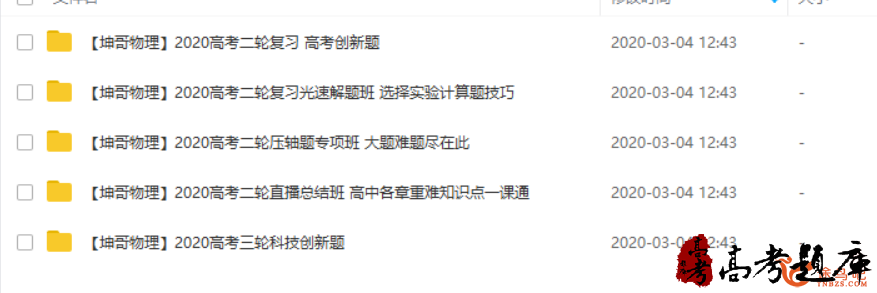 【坤哥物理】2020高考二轮复习 高考创新题 2020-03-04 12:43 -
【坤哥物理】2020高考二轮复习光速解题班 选择实验计算题技巧 2020-03-04 12:43 -
【坤哥物理】2020高考二轮压轴题专项班 大题难题尽在此 2020-03-04 12:43 -
【坤哥物理】2020高考二轮直播总结班 高中各章重难知识点一课通 2020-03-04 12:43 -
【坤哥物理】2020高考三轮科技创新题 2020-03-04
高考 高考题库
TNBZS.COM